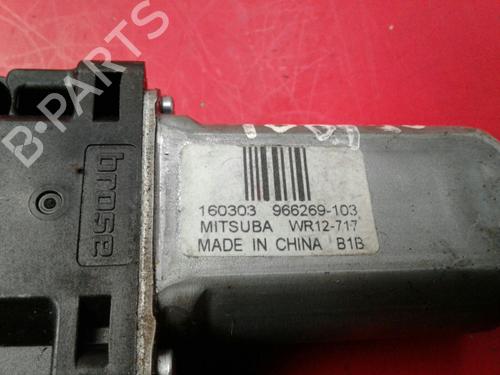 B-PARTS
brose
160303 966269-103
MITSUBA WR12-717
MADE IN CHINA B1B